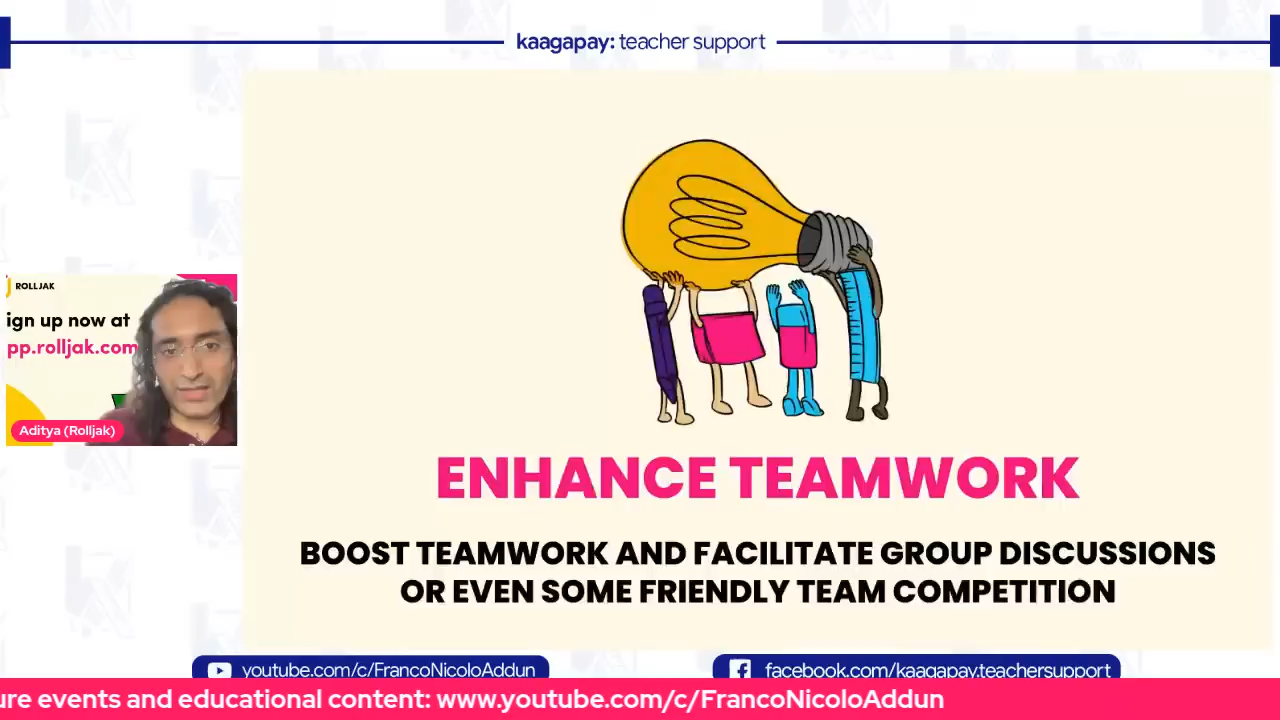 kaagapay: teacher support
ROLLJAK
ign up now at
pp.rolljak.com
Aditya (Rolljak)
ENHANCE TEAMWORK
BOOST TEAMWORK AND FACILITATE GROUP DISCUSSIONS
OR EVEN SOME FRIENDLY TEAM COMPETITION
youtube.com/c/FrancoNicoloAddun
facebook.com/kaagapay.teachersupport
ure events and educational content: www.youtube.com/c/FrancoNicoloAddun